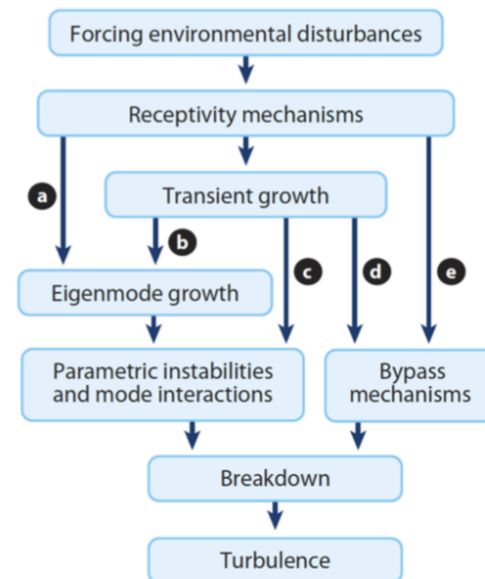 Forcing environmental disturbances
Receptivity mechanisms
a
Transient growth
b
c
d
e
Eigenmode growth
Parametric instabilities
and mode interactions
Bypass
mechanisms
Breakdown
Turbulence